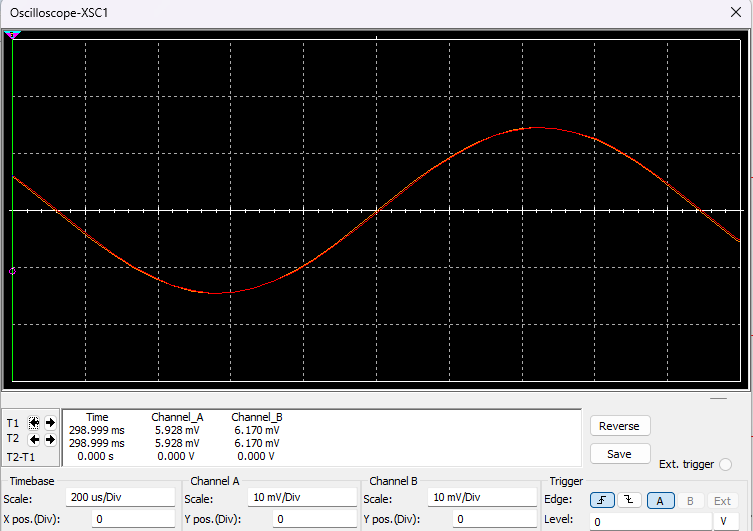 Oscilloscope-XSC1
Time Channel_A Channel_B
T1 298.999 ms 5.928 mV 6.170 mV
T2 298.999 ms 5.928 mV 6.170 mV
T2-T1 0.000 s 0.000 V 0.000 V
Reverse
Save
Ext. trigger
Timebase Channel A Channel B Trigger
Scale: 200 us/Div Scale: 10 mV/Div Scale: 10 mV/Div Edge: A B Ext
X pos.(Div): 0 Y pos.(Div): 0 Y pos.(Div): 0 Level: 0 V